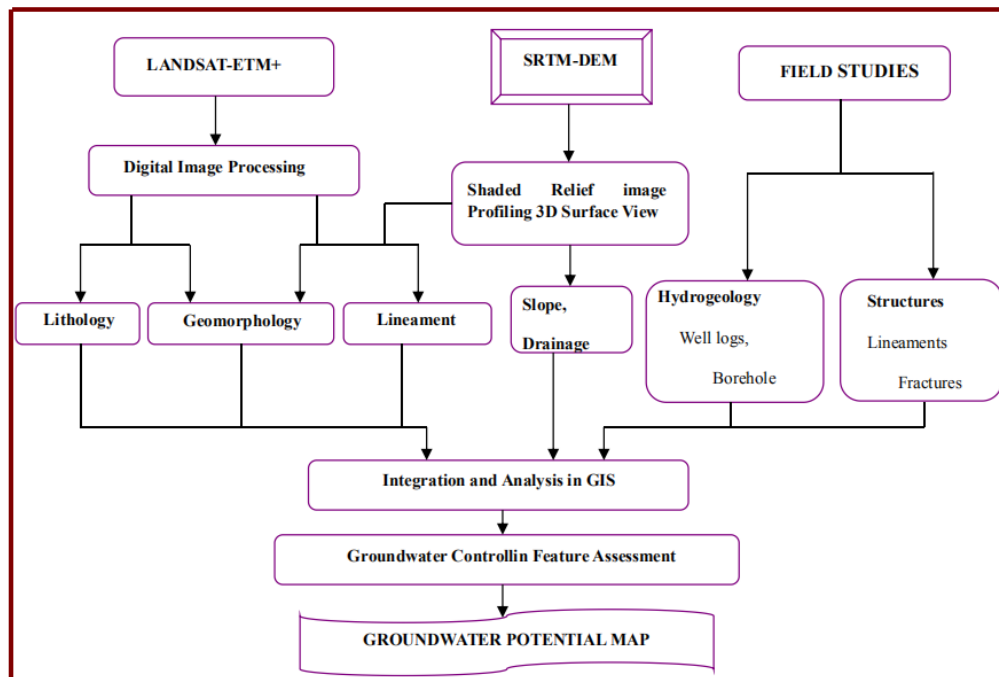 LANDSAT-ETM+
SRTM-DEM
FIELD STUDIES
Digital Image Processing
Shaded Relief image
Profiling 3D Surface View
Lithology
Geomorphology
Lineament
Slope,
Drainage
Hydrogeology
Well logs,
Borehole
Structures
Lineaments
Fractures
Integration and Analysis in GIS
Groundwater Controllin Feature Assessment
GROUNDWATER POTENTIAL MAP